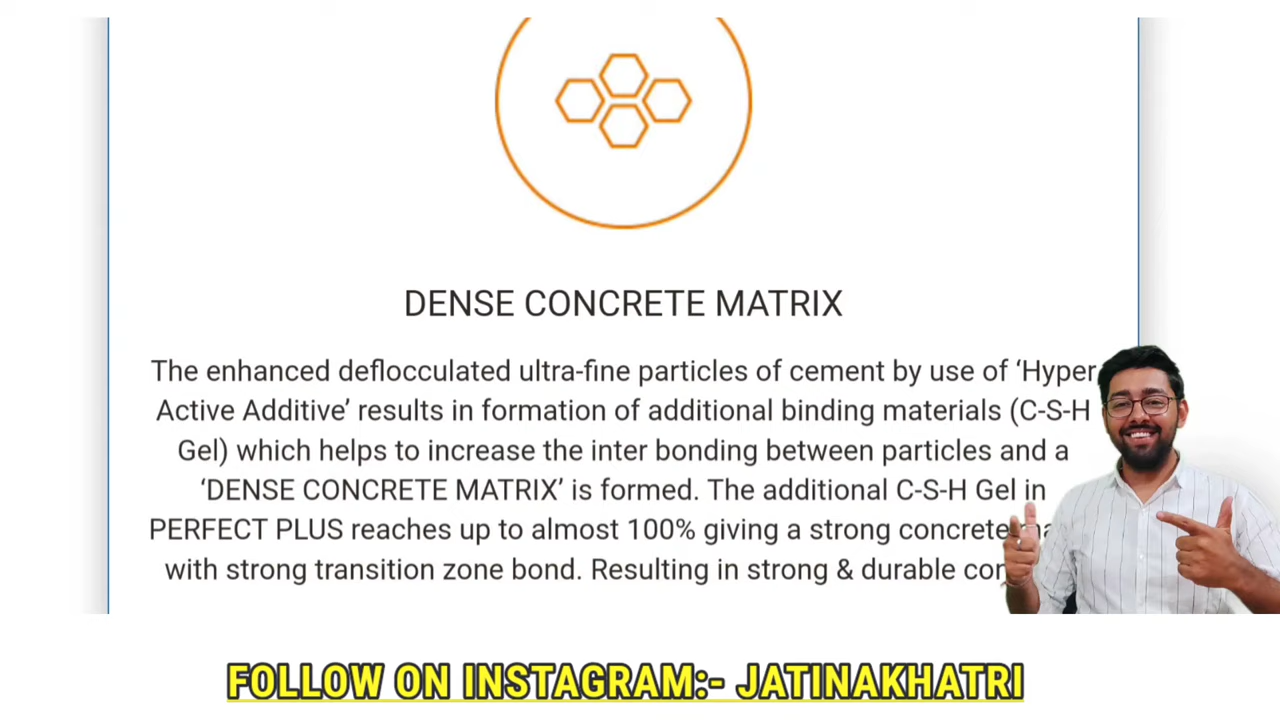 DENSE CONCRETE MATRIX
The enhanced deflocculated ultra-fine particles of cement by use of ‘Hyper
Active Additive’ results in formation of additional binding materials (C-S-H
Gel) which helps to increase the inter bonding between particles and a
‘DENSE CONCRETE MATRIX’ is formed. The additional C-S-H Gel in
PERFECT PLUS reaches up to almost 100% giving a strong concrete
with strong transition zone bond. Resulting in strong & durable
FOLLOW ON INSTAGRAM:- JATINAKHATRI